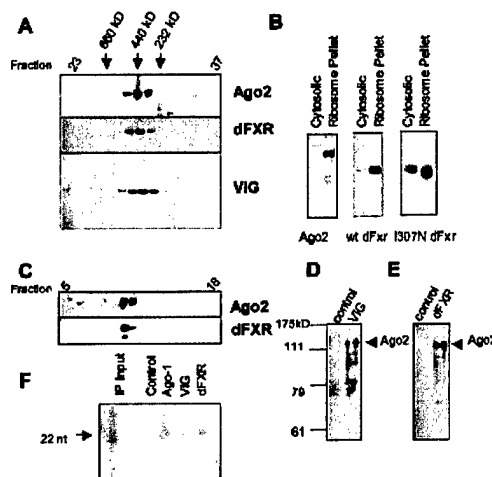 A
660 kD
440 kD
232 kD
Fraction
23
37
Ago2
dFXR
VIG
B
Cytosolic
Ribosome Pellet
Cytosolic
Ribosome Pellet
Cytosolic
Ribosome Pellet
Ago2
wt dFxr
I307N dFxr
C
Fraction
5
18
Ago2
dFXR
D
control
VIG
175kD
111
79
61
Ago2
E
control
dFXR
Ago2
F
IP Input
Control
Ago-1
VIG
dFXR
22 nt